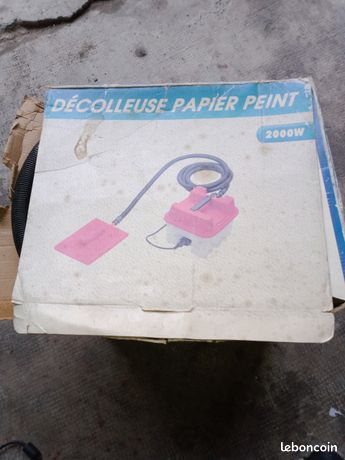 DÉCOLLEUSE PAPIER PEINT
2000W
leboncoin